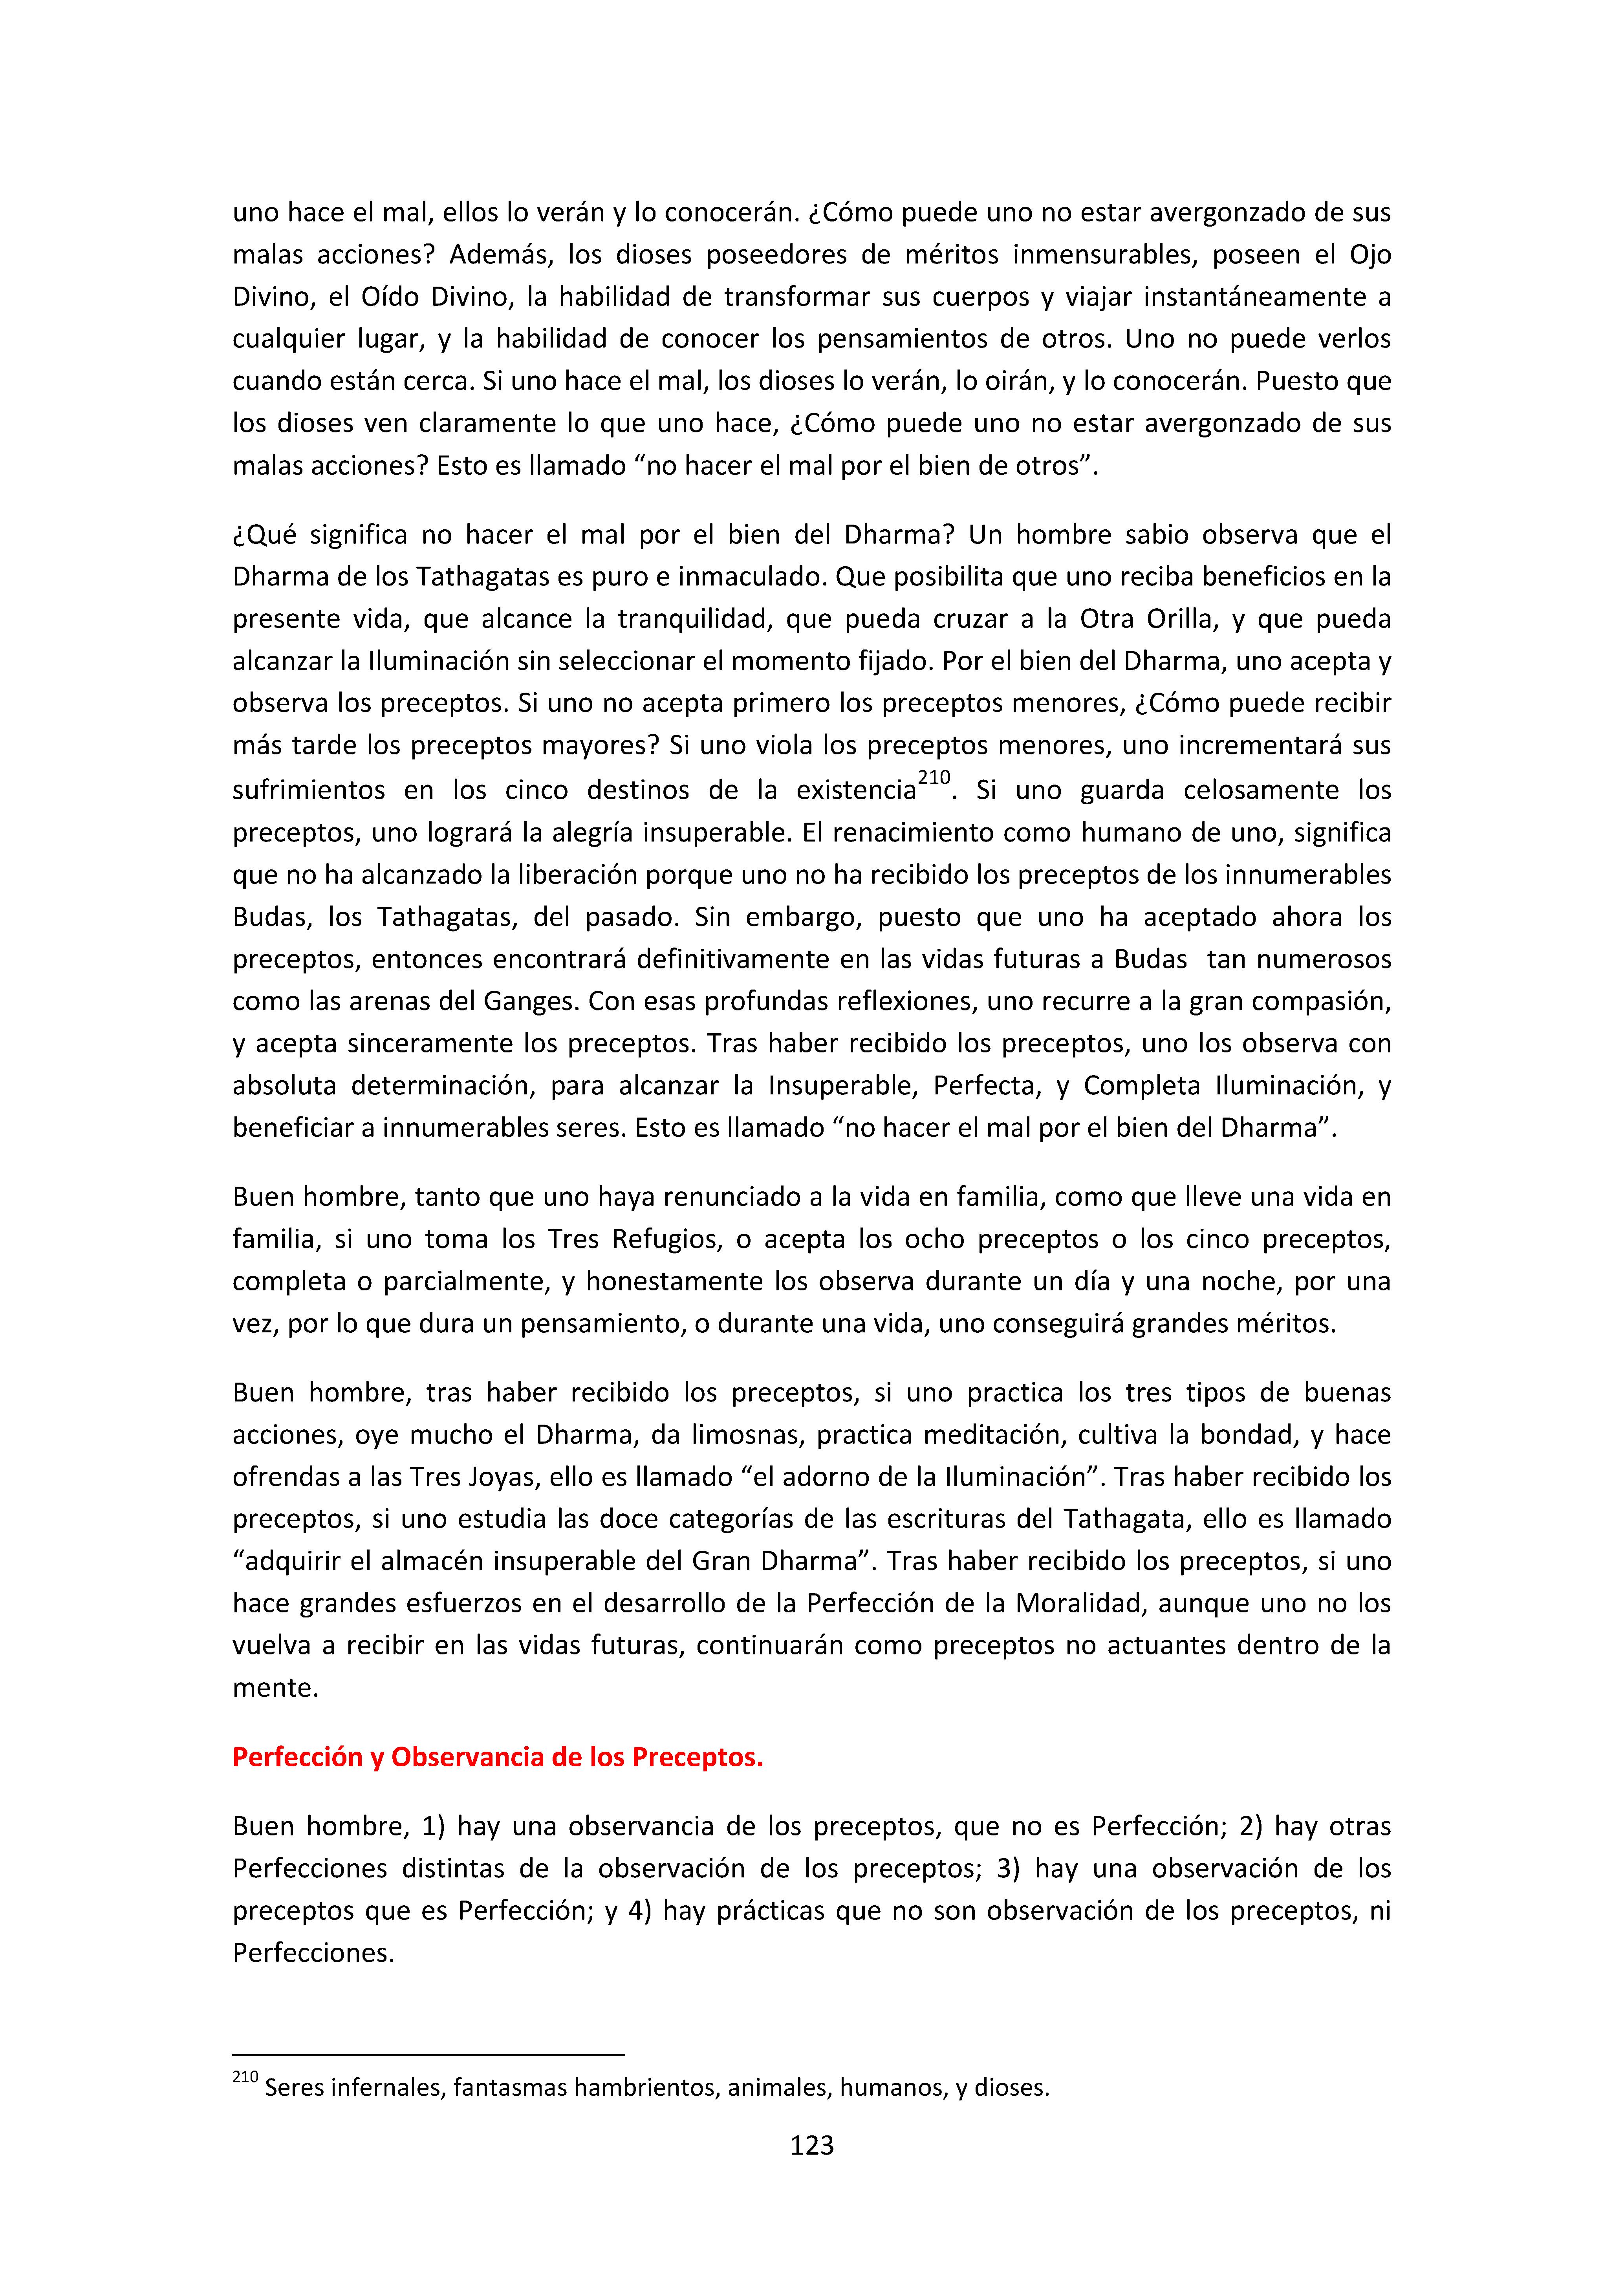 uno hace el mal, ellos lo verán y lo conocerán. ¿Cómo puede uno no estar avergonzado de sus
malas acciones? Además, los dioses poseedores de méritos inmensurables, poseen el Ojo
Divino, el Oído Divino, la habilidad de transformar sus cuerpos y viajar instantáneamente a
cualquier lugar, y la habilidad de conocer los pensamientos de otros. Uno no puede verlos
cuando están cerca. Si uno hace el mal, los dioses lo verán, lo oirán, y lo conocerán. Puesto que
los dioses ven claramente lo que uno hace, ¿Cómo puede uno no estar avergonzado de sus
malas acciones? Esto es llamado “no hacer el mal por el bien de otros”.
¿Qué significa no hacer el mal por el bien del Dharma? Un hombre sabio observa que el
Dharma de los Tathagatas es puro e inmaculado. Que posibilita que uno reciba beneficios en la
presente vida, que alcance la tranquilidad, que pueda cruzar a la Otra Orilla, y que pueda
alcanzar la Iluminación sin seleccionar el momento fijado. Por el bien del Dharma, uno acepta y
observa los preceptos. Si uno no acepta primero los preceptos menores, ¿Cómo puede recibir
más tarde los preceptos mayores? Si uno viola los preceptos menores, uno incrementará sus
sufrimientos en los cinco destinos de la existencia210. Si uno guarda celosamente los
preceptos, uno logrará la alegría insuperable. El renacimiento como humano de uno, significa
que no ha alcanzado la liberación porque uno no ha recibido los preceptos de los innumerables
Budas, los Tathagatas, del pasado. Sin embargo, puesto que uno ha aceptado ahora los
preceptos, entonces encontrará definitivamente en las vidas futuras a Budas  tan numerosos
como las arenas del Ganges. Con esas profundas reflexiones, uno recurre a la gran compasión,
y acepta sinceramente los preceptos. Tras haber recibido los preceptos, uno los observa con
absoluta determinación, para alcanzar la Insuperable, Perfecta, y Completa Iluminación, y
beneficiar a innumerables seres. Esto es llamado “no hacer el mal por el bien del Dharma”.
Buen hombre, tanto que uno haya renunciado a la vida en familia, como que lleve una vida en
familia, si uno toma los Tres Refugios, o acepta los ocho preceptos o los cinco preceptos,
completa o parcialmente, y honestamente los observa durante un día y una noche, por una
vez, por lo que dura un pensamiento, o durante una vida, uno conseguirá grandes méritos.
Buen hombre, tras haber recibido los preceptos, si uno practica los tres tipos de buenas
acciones, oye mucho el Dharma, da limosnas, practica meditación, cultiva la bondad, y hace
ofrendas a las Tres Joyas, ello es llamado “el adorno de la Iluminación”. Tras haber recibido los
preceptos, si uno estudia las doce categorías de las escrituras del Tathagata, ello es llamado
“adquirir el almacén insuperable del Gran Dharma”. Tras haber recibido los preceptos, si uno
hace grandes esfuerzos en el desarrollo de la Perfección de la Moralidad, aunque uno no los
vuelva a recibir en las vidas futuras, continuarán como preceptos no actuantes dentro de la
mente.
Perfección y Observancia de los Preceptos.
Buen hombre, 1) hay una observancia de los preceptos, que no es Perfección; 2) hay otras
Perfecciones distintas de la observación de los preceptos; 3) hay una observación de los
preceptos que es Perfección; y 4) hay prácticas que no son observación de los preceptos, ni
Perfecciones.
210 Seres infernales, fantasmas hambrientos, animales, humanos, y dioses.
123